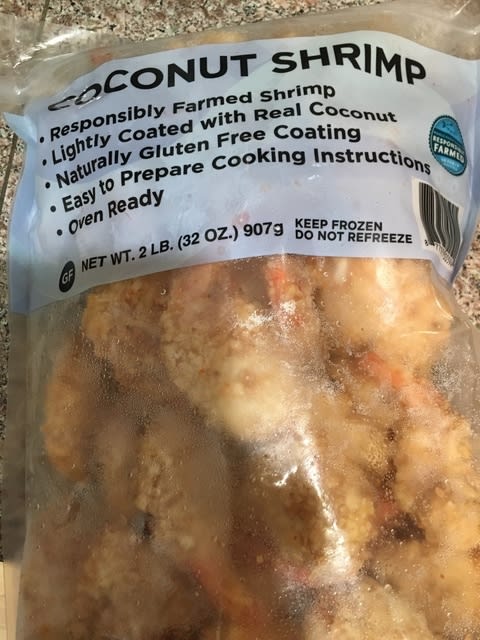 COCONUT SHRIMP
• Responsibly Farmed Shrimp
• Lightly Coated with Real Coconut
• Naturally Gluten Free Coating
• Easy to Prepare Cooking Instructions
• Oven Ready
RESPONSIBLY
FARMED
GF NET WT. 2 LB. (32 OZ.) 907g
KEEP FROZEN
DO NOT REFREEZE